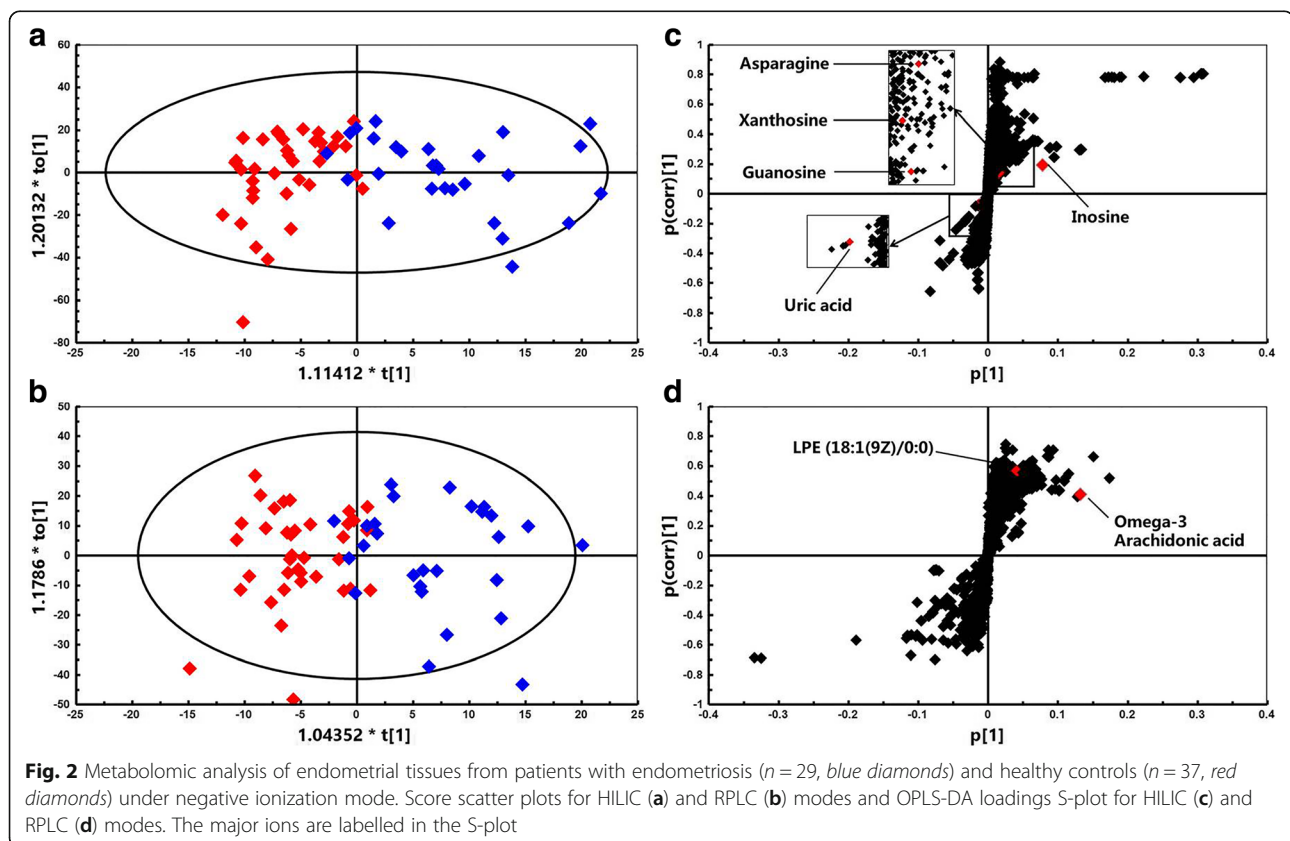 a
60
40
20
0
-20
-40
-60
-80
1.20132 * to[1]
-25 -20 -15 -10 -5 0 5 10 15 20 25
1.11412 * t[1]
c
1
0.8
0.6
0.4
0.2
0
-0.2
-0.4
-0.6
-0.8
-1
p(corr)[1]
Asparagine
Xanthosine
Guanosine
Inosine
Uric acid
-0.4 -0.3 -0.2 -0.1 0 0.1 0.2 0.3 0.4
p[1]
b
50
40
30
20
10
0
-10
-20
-30
-40
-50
1.1786 * to[1]
-25 -20 -15 -10 -5 0 5 10 15 20 25
1.04352 * t[1]
d
1
0.8
0.6
0.4
0.2
0
-0.2
-0.4
-0.6
-0.8
-1
p(corr)[1]
LPE (18:1(9Z)/0:0)
Omega-3
Arachidonic acid
-0.4 -0.3 -0.2 -0.1 0 0.1 0.2 0.3 0.4
p[1]
Fig. 2 Metabolomic analysis of endometrial tissues from patients with endometriosis (n = 29, blue diamonds) and healthy controls (n = 37, red
diamonds) under negative ionization mode. Score scatter plots for HILIC (a) and RPLC (b) modes and OPLS-DA loadings S-plot for HILIC (c) and
RPLC (d) modes. The major ions are labelled in the S-plot